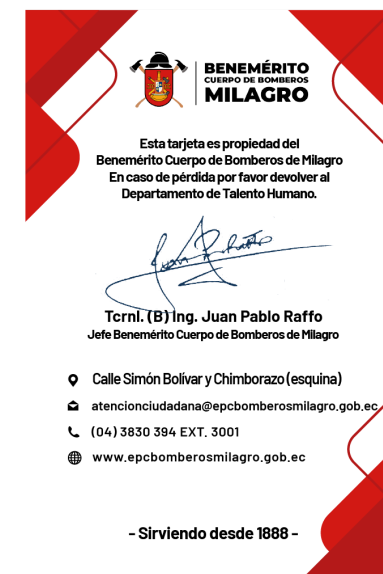 BENEMÉRITO
CUERPO DE BOMBEROS
MILAGRO
Esta tarjeta es propiedad del
Benemérito Cuerpo de Bomberos de Milagro
En caso de pérdida por favor devolver al
Departamento de Talento Humano.
Tcrnl. (B) Ing. Juan Pablo Raffo
Jefe Benemérito Cuerpo de Bomberos de Milagro
Calle Simón Bolívar y Chimborazo (esquina)
atencionciudadana@epcbomberosmilagro.gob.ec
(04) 3830 394 EXT. 3001
www.epcbomberosmilagro.gob.ec
- Sirviendo desde 1888 -